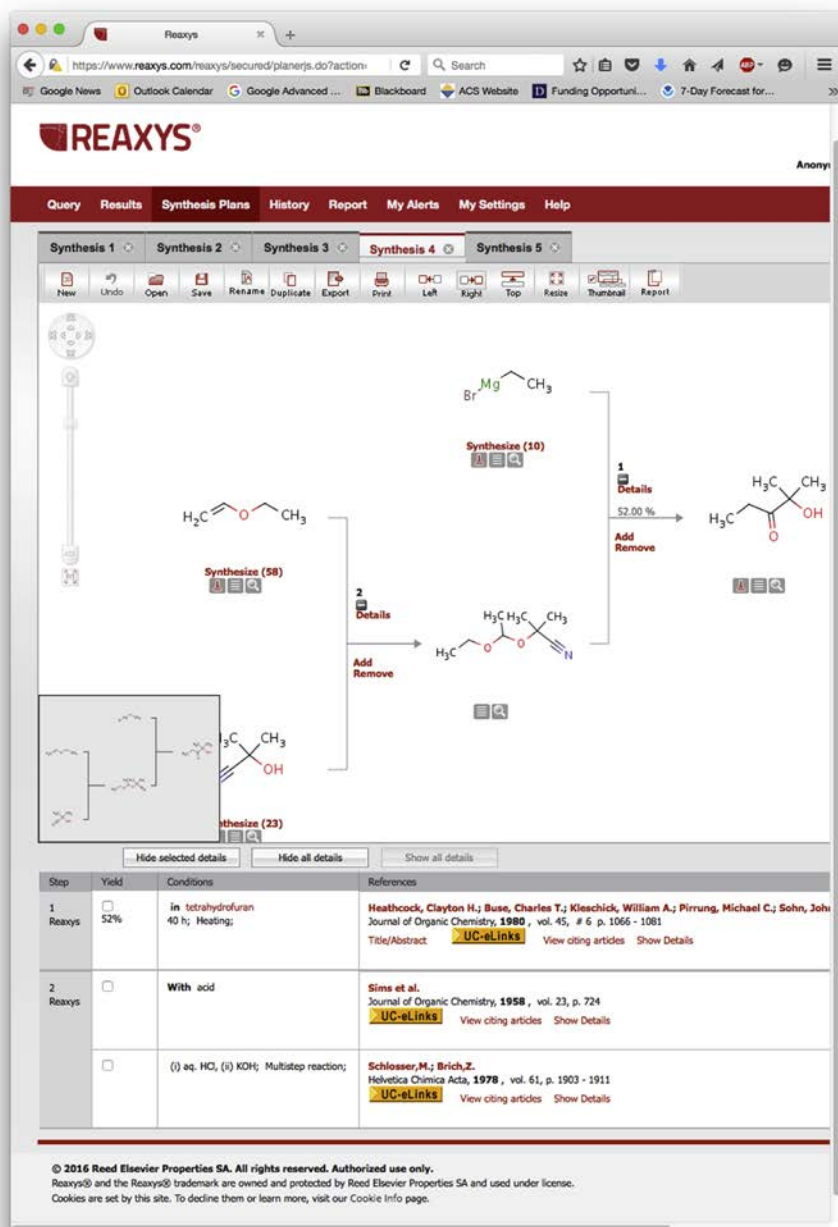 Reaxys
https://www.reaxys.com/reaxys/secured/planerjs.do?action=
Search
ABP
Google News Outlook Calendar Google Advanced ... Blackboard ACS Website Funding Opportuni... 7-Day Forecast for...
REAXYS®
Anony
Query Results Synthesis Plans History Report My Alerts My Settings Help
Synthesis 1 Synthesis 2 Synthesis 3 Synthesis 4 Synthesis 5
New Undo Open Save Rename Duplicate Export Print Left Right Top Resize Thumbnail Report
Br Mg CH3
Synthesize (10)
1
Details
52.00 %
Add
Remove
H3C CH3
H3C OH
O
H2C O CH3
Synthesize (58)
2
Details
Add
Remove
H3C H3C CH3
H3C O O N
3C CH3
OH
thesize (23)
Hide selected details Hide all details Show all details
Step Yield Conditions References
1
Reaxys
52%
in tetrahydrofuran
40 h; Heating;
Heathcock, Clayton H.; Buse, Charles T.; Kleschick, William A.; Pirrung, Michael C.; Sohn, John
Journal of Organic Chemistry, 1980 , vol. 45, # 6 p. 1066 - 1081
Title/Abstract UC-eLinks View citing articles Show Details
2
Reaxys
With acid
Sims et al.
Journal of Organic Chemistry, 1958 , vol. 23, p. 724
UC-eLinks View citing articles Show Details
(i) aq. HCl, (ii) KOH; Multistep reaction;
Schlosser,M.; Brich,Z.
Helvetica Chimica Acta, 1978 , vol. 61, p. 1903 - 1911
UC-eLinks View citing articles Show Details
© 2016 Reed Elsevier Properties SA. All rights reserved. Authorized use only.
Reaxys® and the Reaxys® trademark are owned and protected by Reed Elsevier Properties SA and used under license.
Cookies are set by this site. To decline them or learn more, visit our Cookie Info page.